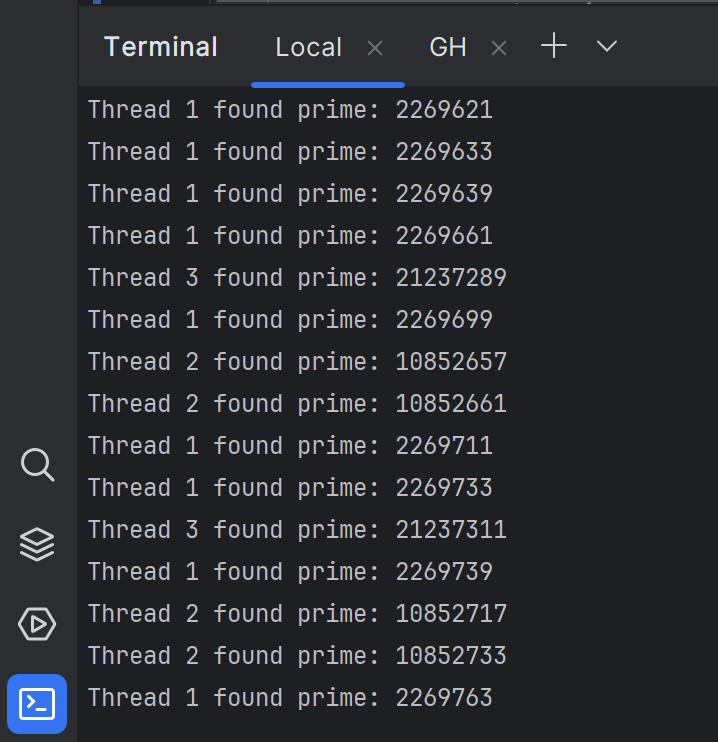 Terminal Local GH
Thread 1 found prime: 2269621
Thread 1 found prime: 2269633
Thread 1 found prime: 2269639
Thread 1 found prime: 2269661
Thread 3 found prime: 21237289
Thread 1 found prime: 2269699
Thread 2 found prime: 10852657
Thread 2 found prime: 10852661
Thread 1 found prime: 2269711
Thread 1 found prime: 2269733
Thread 3 found prime: 21237311
Thread 1 found prime: 2269739
Thread 2 found prime: 10852717
Thread 2 found prime: 10852733
Thread 1 found prime: 2269763